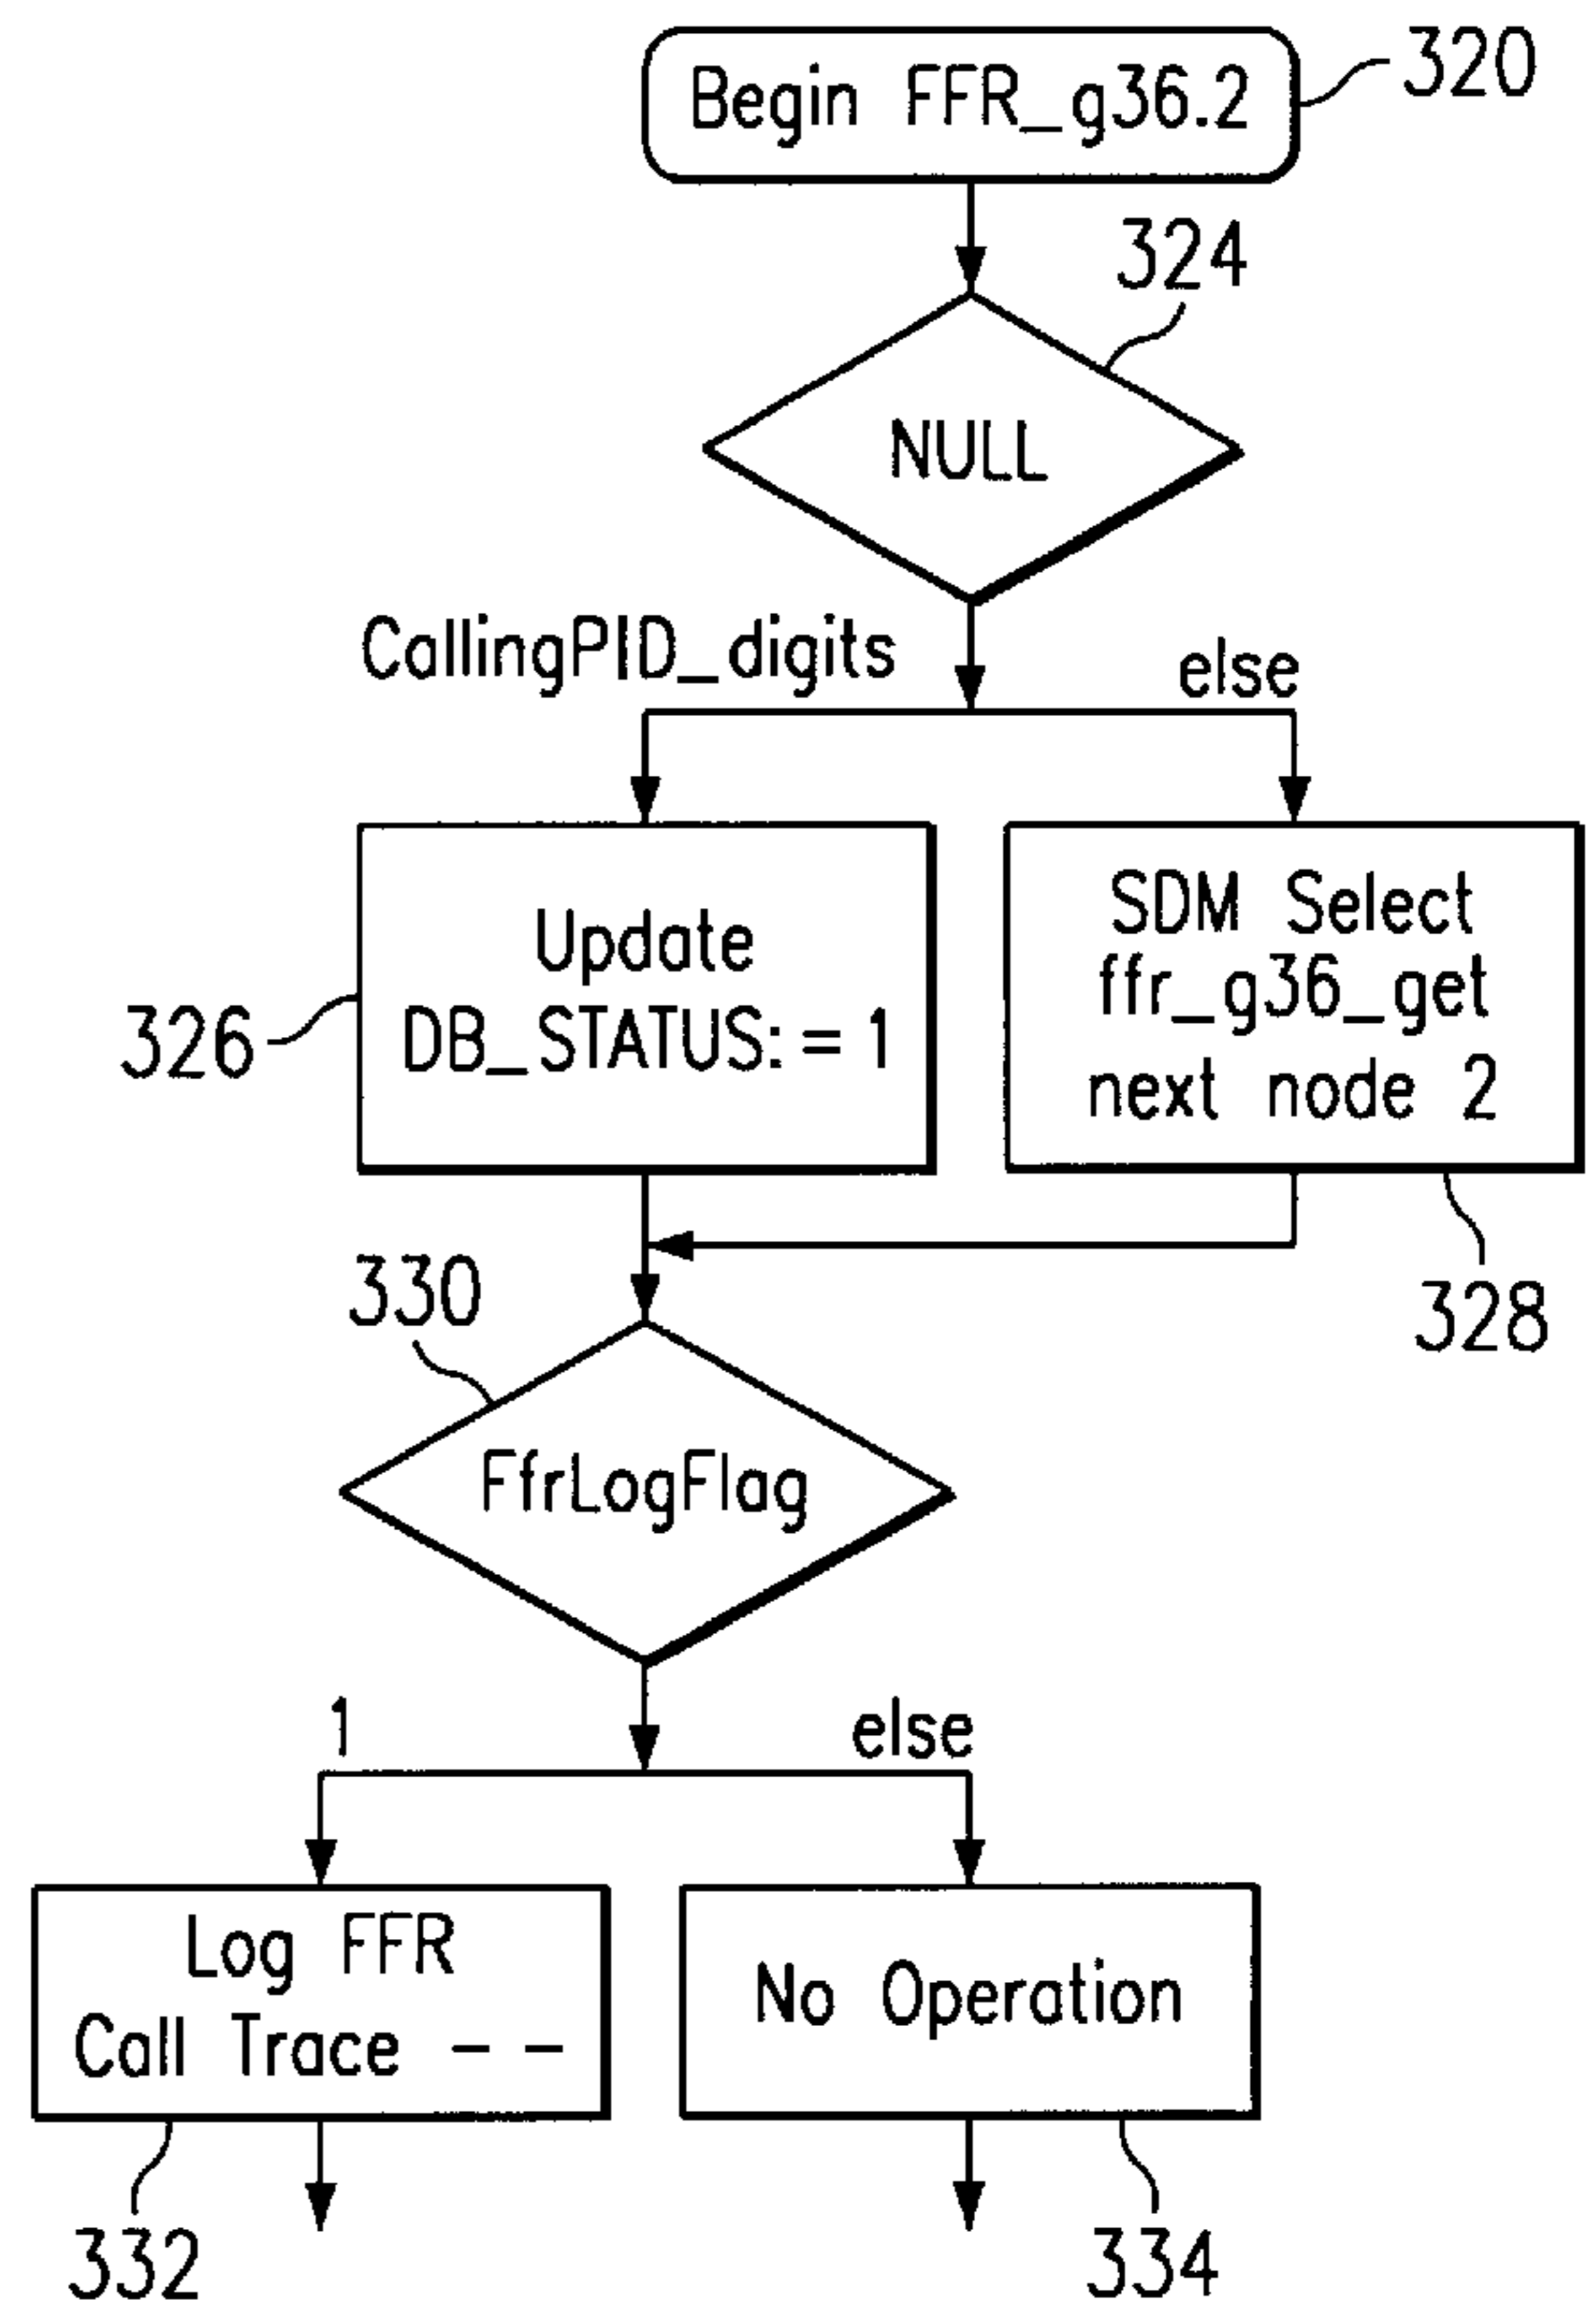 Begin FFR_g36.2
320
324
NULL
CallingPID_digits
else
Update
DB_STATUS:=1
326
SDM Select
ffr_g36_get
next node 2
328
330
FfrLogFlag
1
else
Log FFR
Call Trace --
No Operation
332
334